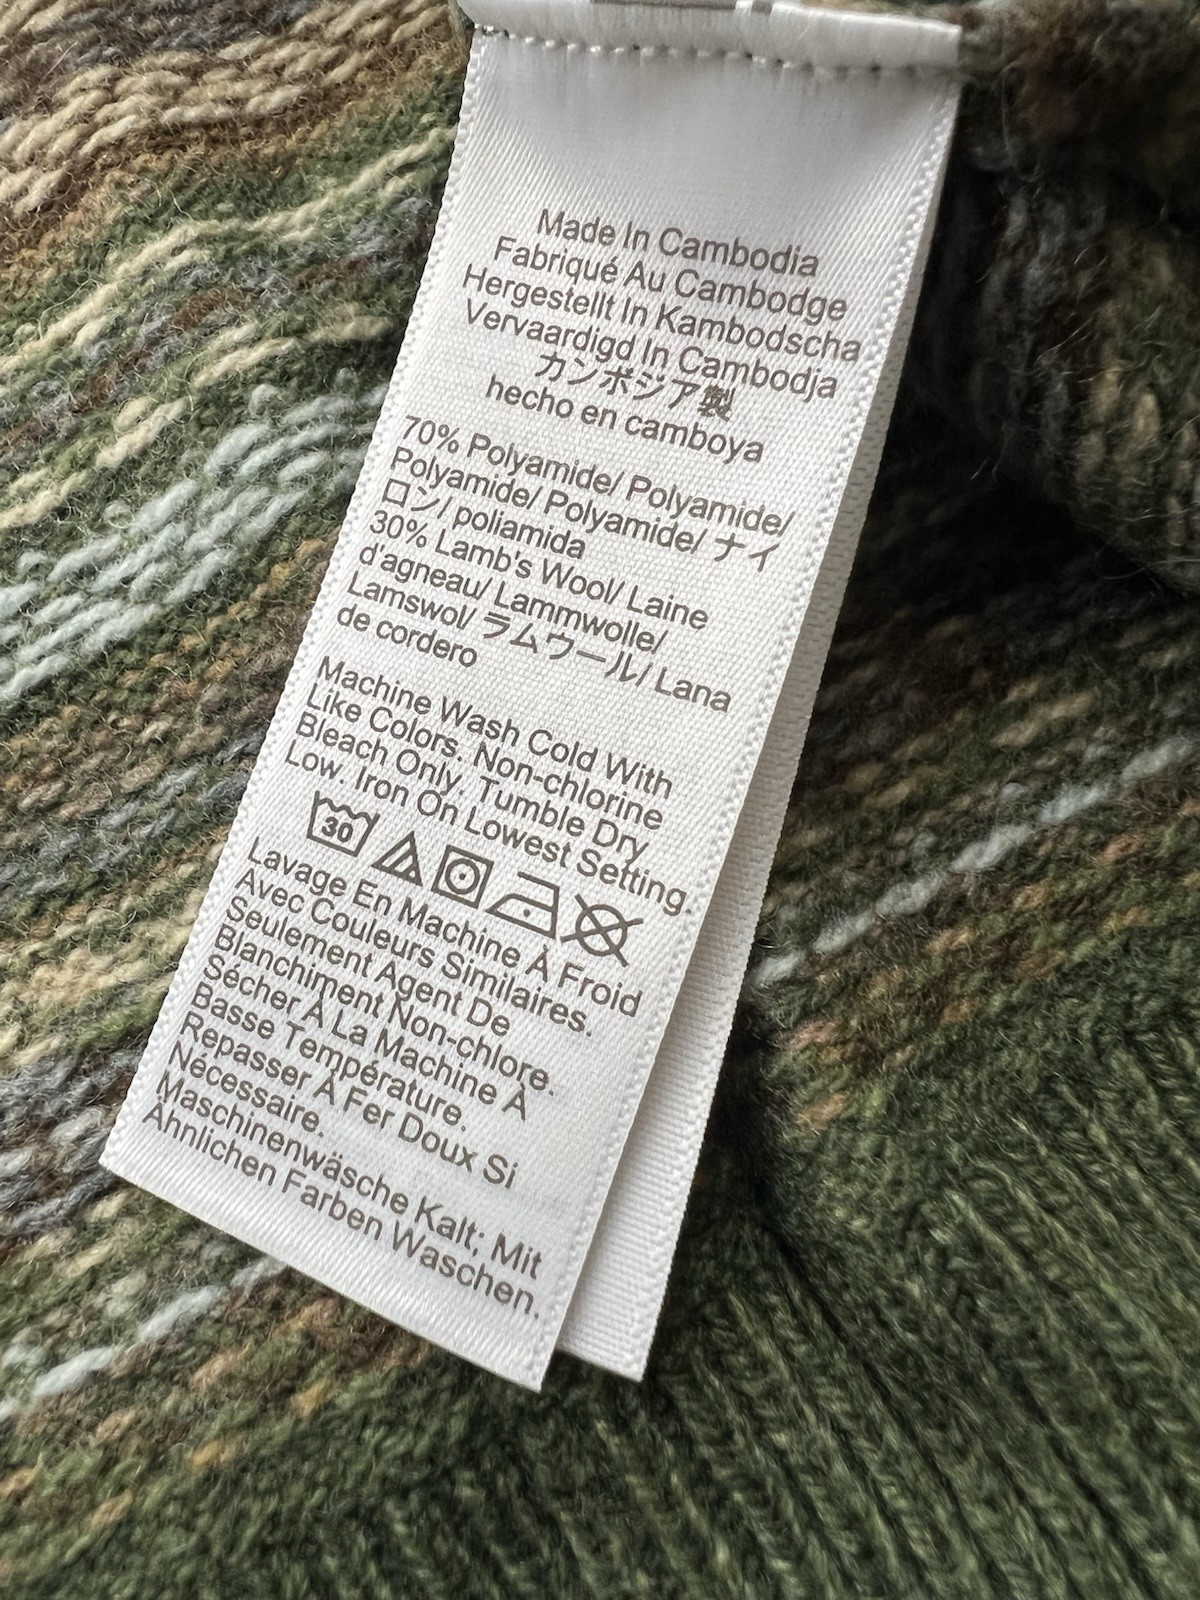 Made In Cambodia
Fabriqué Au Cambodge
Hergestellt In Kambodscha
Vervaardigd In Cambodja
カンボジア製
hecho en camboya
70% Polyamide/ Polyamide/
Polyamide/ Polyamide/ ナイ
ロン/ poliamida
30% Lamb's Wool/ Laine
d'agneau/ Lammwolle/
Lamswol/ ラムウール/ Lana
de cordero
Machine Wash Cold With
Like Colors. Non-chlorine
Bleach Only. Tumble Dry
Low. Iron On Lowest Setting.
30
Lavage En Machine À Froid
Avec Couleurs Similaires.
Seulement Agent De
Blanchiment Non-chlore.
Sécher À La Machine À
Basse Température.
Repasser À Fer Doux Si
Nécessaire.
Maschinenwäsche Kalt; Mit
Ähnlichen Farben Waschen.